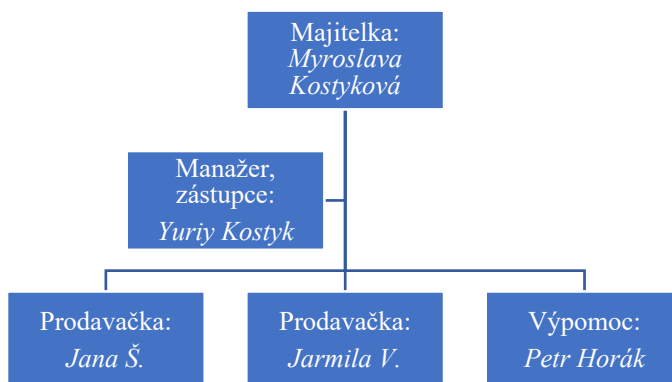 Majitelka:
Myroslava
Kostyková
Manažer,
zástupce:
Yuriy Kostyk
Prodavačka:
Jana Š.
Prodavačka:
Jarmila V.
Výpomoc:
Petr Horák